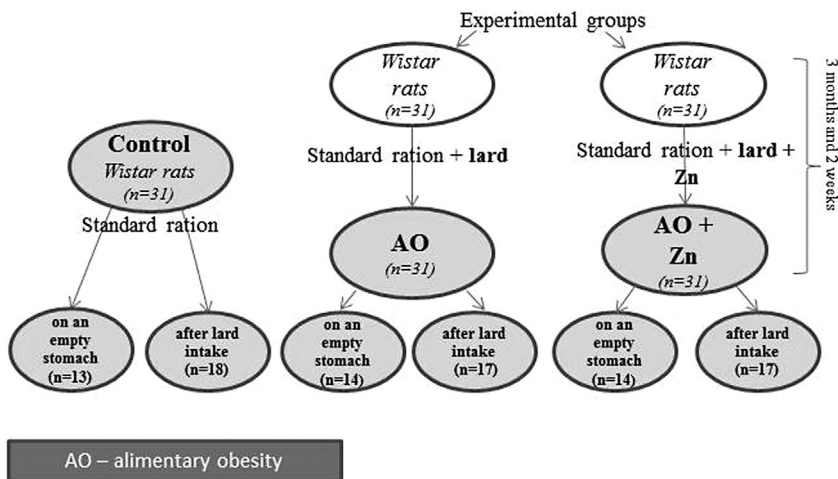 Experimental groups
Wistar
rats
(n=31)
Wistar
rats
(n=31)
3 months and 2 weeks
Control
Wistar rats
(n=31)
Standard ration + lard
Standard ration + lard +
Zn
Standard ration
AO
(n=31)
AO +
Zn
(n=31)
on an
empty
stomach
(n=13)
after lard
intake
(n=18)
on an
empty
stomach
(n=14)
after lard
intake
(n=17)
on an
empty
stomach
(n=14)
after lard
intake
(n=17)
AO – alimentary obesity